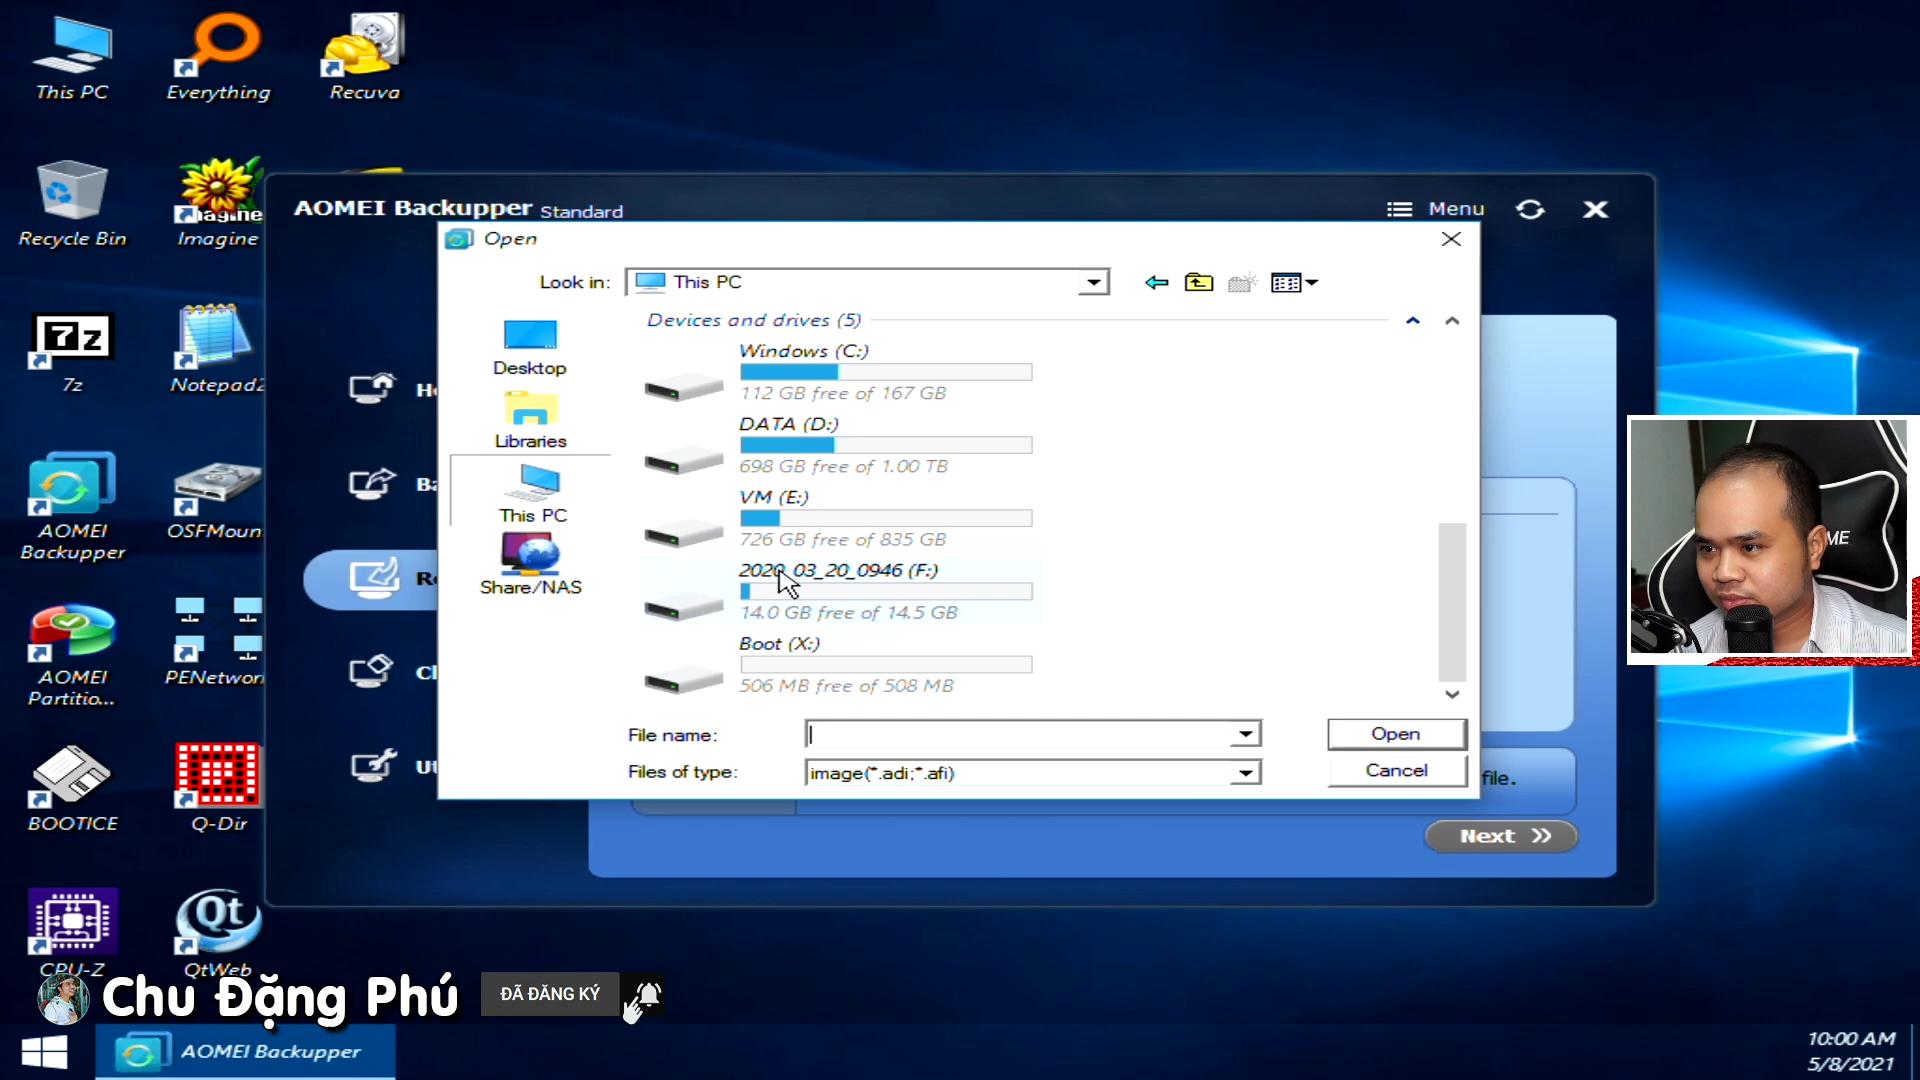 This PC
Everything
Recuva
Recycle Bin
Imagine
7z
Notepad2
AOMEI
Backupper
OSFMoun
AOMEI
Partitio...
PENetwor
BOOTICE
Q-Dir
CPU-Z
QtWeb
AOMEI Backupper Standard
Menu
Open
Look in:
This PC
Desktop
Libraries
This PC
Share/NAS
Devices and drives (5)
Windows (C:)
112 GB free of 167 GB
DATA (D:)
698 GB free of 1.00 TB
VM (E:)
726 GB free of 835 GB
2020_03_20_0946 (F:)
14.0 GB free of 14.5 GB
Boot (X:)
506 MB free of 508 MB
File name:
Open
Files of type:
image(*.adi;*.afi)
Cancel
file.
Next
Chu Đặng Phú
ĐÃ ĐĂNG KÝ
AOMEI Backupper
10:00 AM
5/8/2021